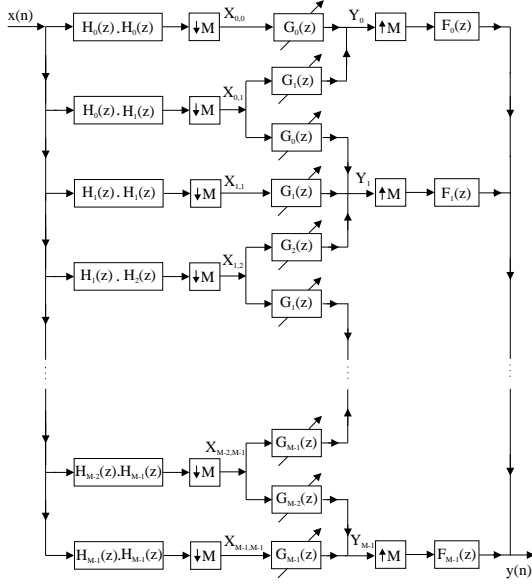 x(n)
H₀(z).H₀(z) ↓M X₀,₀ G₀(z) Y₀ ↑M F₀(z)
G₁(z)
H₀(z).H₁(z) ↓M X₀,₁
G₀(z)
H₁(z).H₁(z) ↓M X₁,₁ G₁(z) Y₁ ↑M F₁(z)
G₂(z)
H₁(z).H₂(z) ↓M X₁,₂
G₁(z)
G_M-1(z)
H_M-2(z).H_M-1(z) ↓M X_M-2,M-1
G_M-2(z)
H_M-1(z).H_M-1(z) ↓M X_M-1,M-1 G_M-1(z) Y_M-1 ↑M F_M-1(z)
y(n)